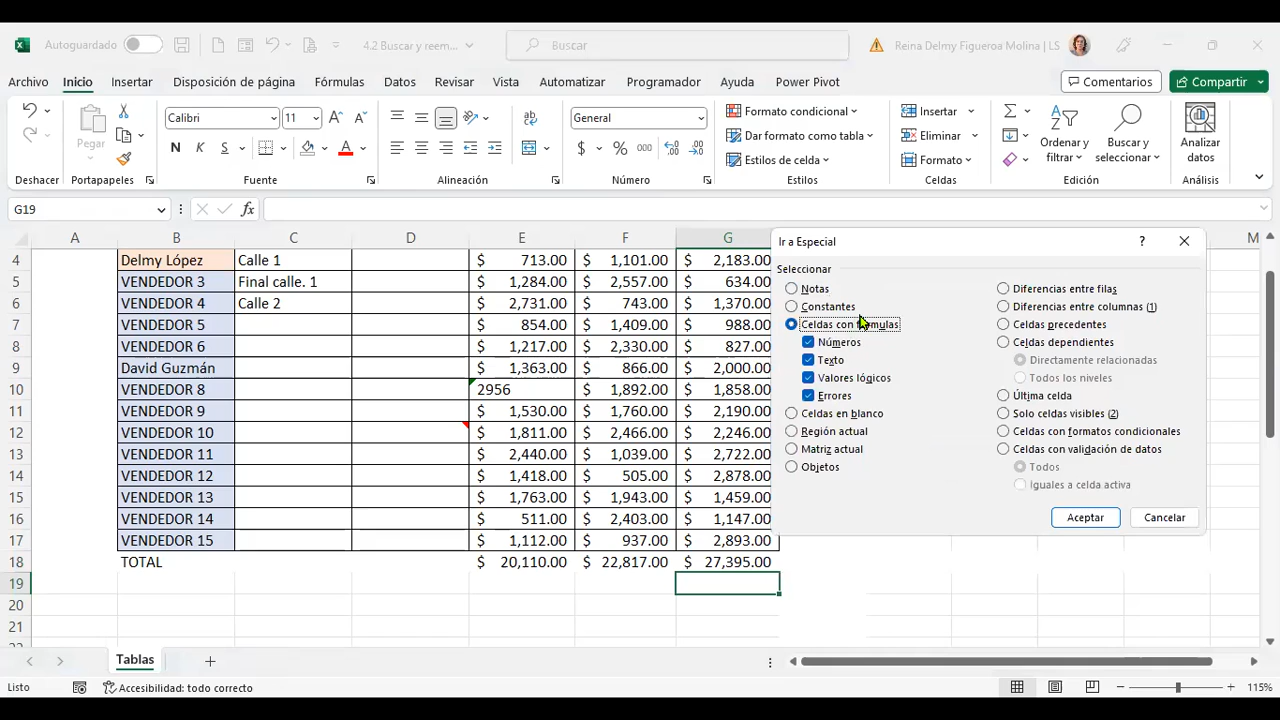 Autoguardado 4.2 Buscar y reem... Buscar Reina Delmy Figueroa Molina | LS
Archivo Inicio Insertar Disposición de página Fórmulas Datos Revisar Vista Automatizar Programador Ayuda Power Pivot Comentarios Compartir
Pegar Calibri 11 General Formato condicional Insertar
N K S Dar formato como tabla Eliminar Ordenar y filtrar Buscar y seleccionar Analizar datos
$ % 000 Estilos de celda Formato
Deshacer Portapapeles Fuente Alineación Número Estilos Celdas Edición Análisis
G19 fx
A B C D E F G M
4 Delmy López Calle 1 $ 713.00 $ 1,101.00 $ 2,183.00
5 VENDEDOR 3 Final calle. 1 $ 1,284.00 $ 2,557.00 $ 634.00
6 VENDEDOR 4 Calle 2 $ 2,731.00 $ 743.00 $ 1,370.00
7 VENDEDOR 5 $ 854.00 $ 1,409.00 $ 988.00
8 VENDEDOR 6 $ 1,217.00 $ 2,330.00 $ 827.00
9 David Guzmán $ 1,363.00 $ 866.00 $ 2,000.00
10 VENDEDOR 8 2956 $ 1,892.00 $ 1,858.00
11 VENDEDOR 9 $ 1,530.00 $ 1,760.00 $ 2,190.00
12 VENDEDOR 10 $ 1,811.00 $ 2,466.00 $ 2,246.00
13 VENDEDOR 11 $ 2,440.00 $ 1,039.00 $ 2,722.00
14 VENDEDOR 12 $ 1,418.00 $ 505.00 $ 2,878.00
15 VENDEDOR 13 $ 1,763.00 $ 1,943.00 $ 1,459.00
16 VENDEDOR 14 $ 511.00 $ 2,403.00 $ 1,147.00
17 VENDEDOR 15 $ 1,112.00 $ 937.00 $ 2,893.00
18 TOTAL $ 20,110.00 $ 22,817.00 $ 27,395.00
19
20
21
Ir a Especial ?
Seleccionar
Notas
Constantes
Celdas con fórmulas
Números
Texto
Valores lógicos
Errores
Celdas en blanco
Región actual
Matriz actual
Objetos
Diferencias entre filas
Diferencias entre columnas (1)
Celdas precedentes
Celdas dependientes
Directamente relacionadas
Todos los niveles
Última celda
Solo celdas visibles (2)
Celdas con formatos condicionales
Celdas con validación de datos
Todos
Iguales a celda activa
Aceptar Cancelar
Tablas
Listo Accesibilidad: todo correcto 115%